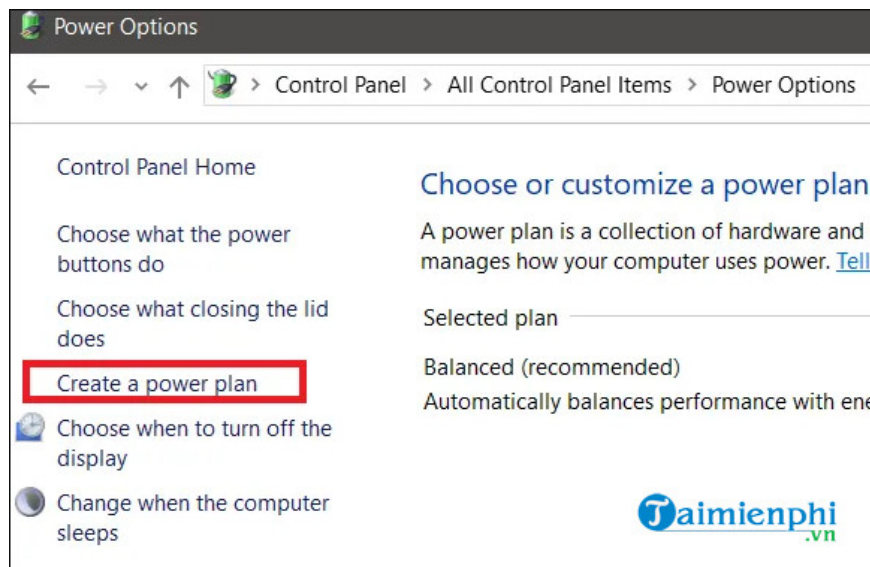 Power Options
Control Panel > All Control Panel Items > Power Options
Control Panel Home
Choose what the power
buttons do
Choose what closing the lid
does
Create a power plan
Choose when to turn off the
display
Change when the computer
sleeps
Choose or customize a power plan
A power plan is a collection of hardware and
manages how your computer uses power. Tell
Selected plan
Balanced (recommended)
Automatically balances performance with ene
Taimienphi
.vn